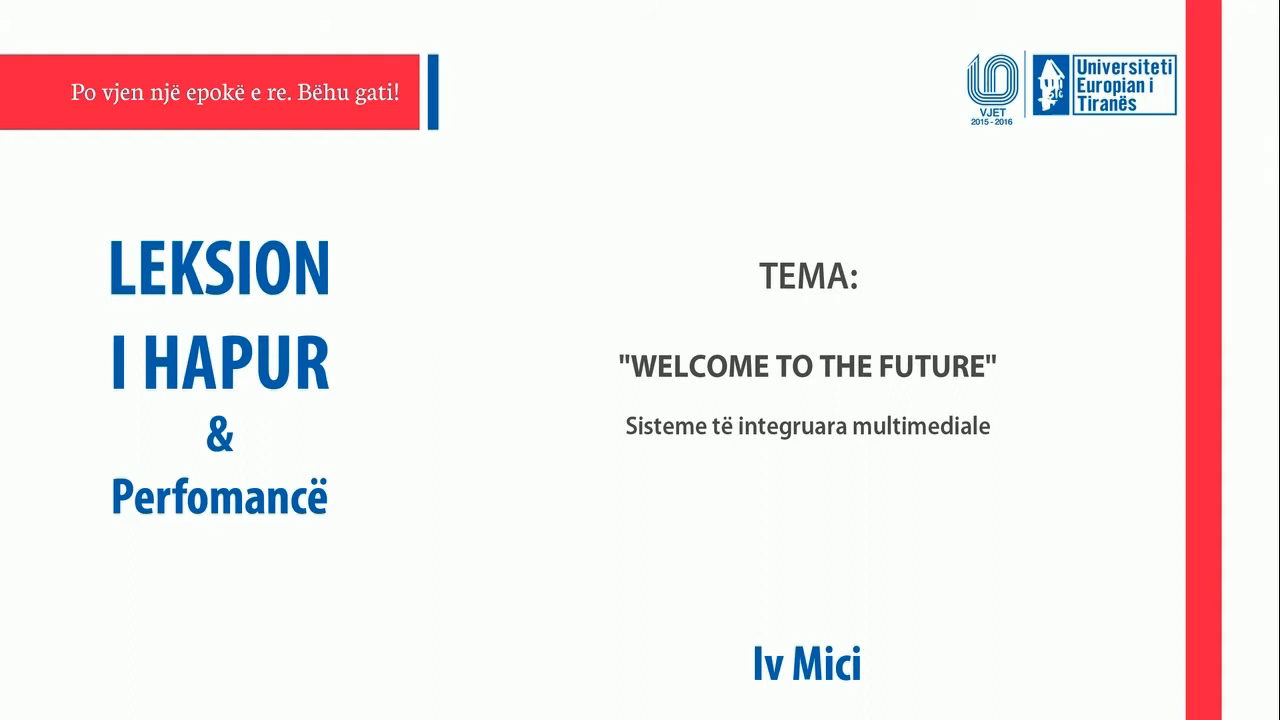 Po vjen një epokë e re. Bëhu gati!
10
VJET
2015 - 2016
Universiteti
Europian i
Tiranës
LEKSION
I HAPUR
&
Perfomancë
TEMA:
"WELCOME TO THE FUTURE"
Sisteme të integruara multimediale
Iv Mici